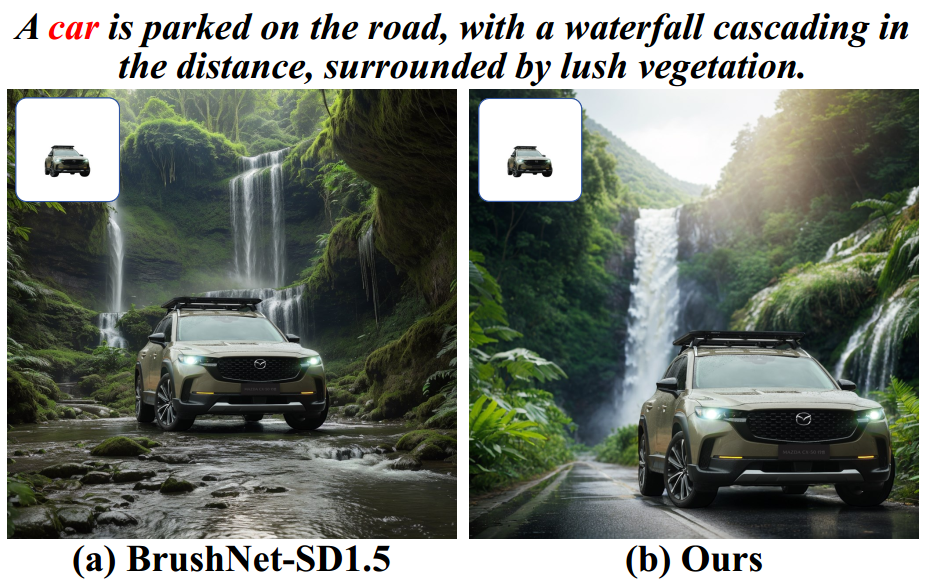 A car is parked on the road, with a waterfall cascading in
the distance, surrounded by lush vegetation.
(a) BrushNet-SD1.5
(b) Ours